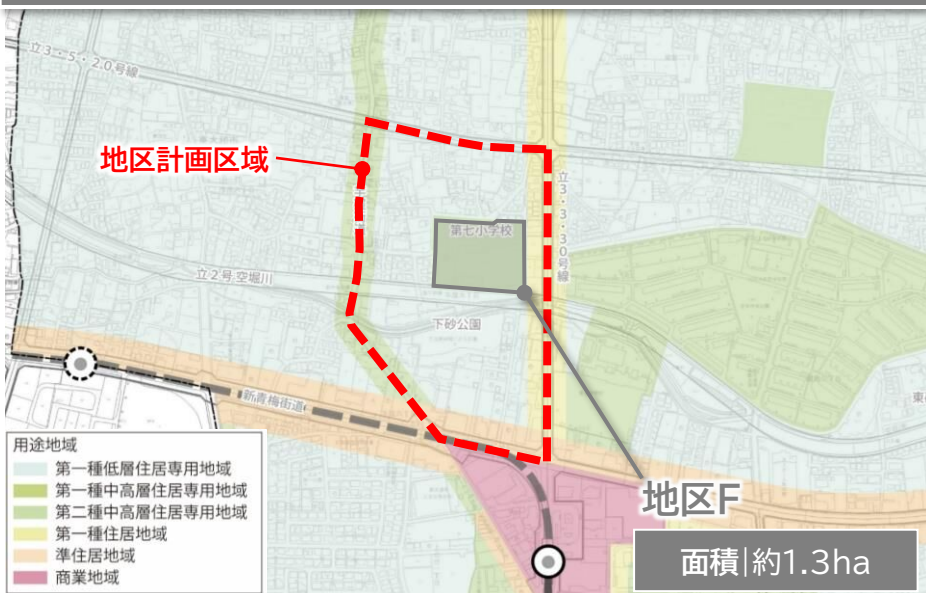 立3・5・20号線
地区計画区域
第七小学校
立3・3・30号線
立2号 空堀川
下砂公園
新青梅街道
地区F
面積|約1.3ha
用途地域
第一種低層住居専用地域
第一種中高層住居専用地域
第二種中高層住居専用地域
第一種住居地域
準住居地域
商業地域